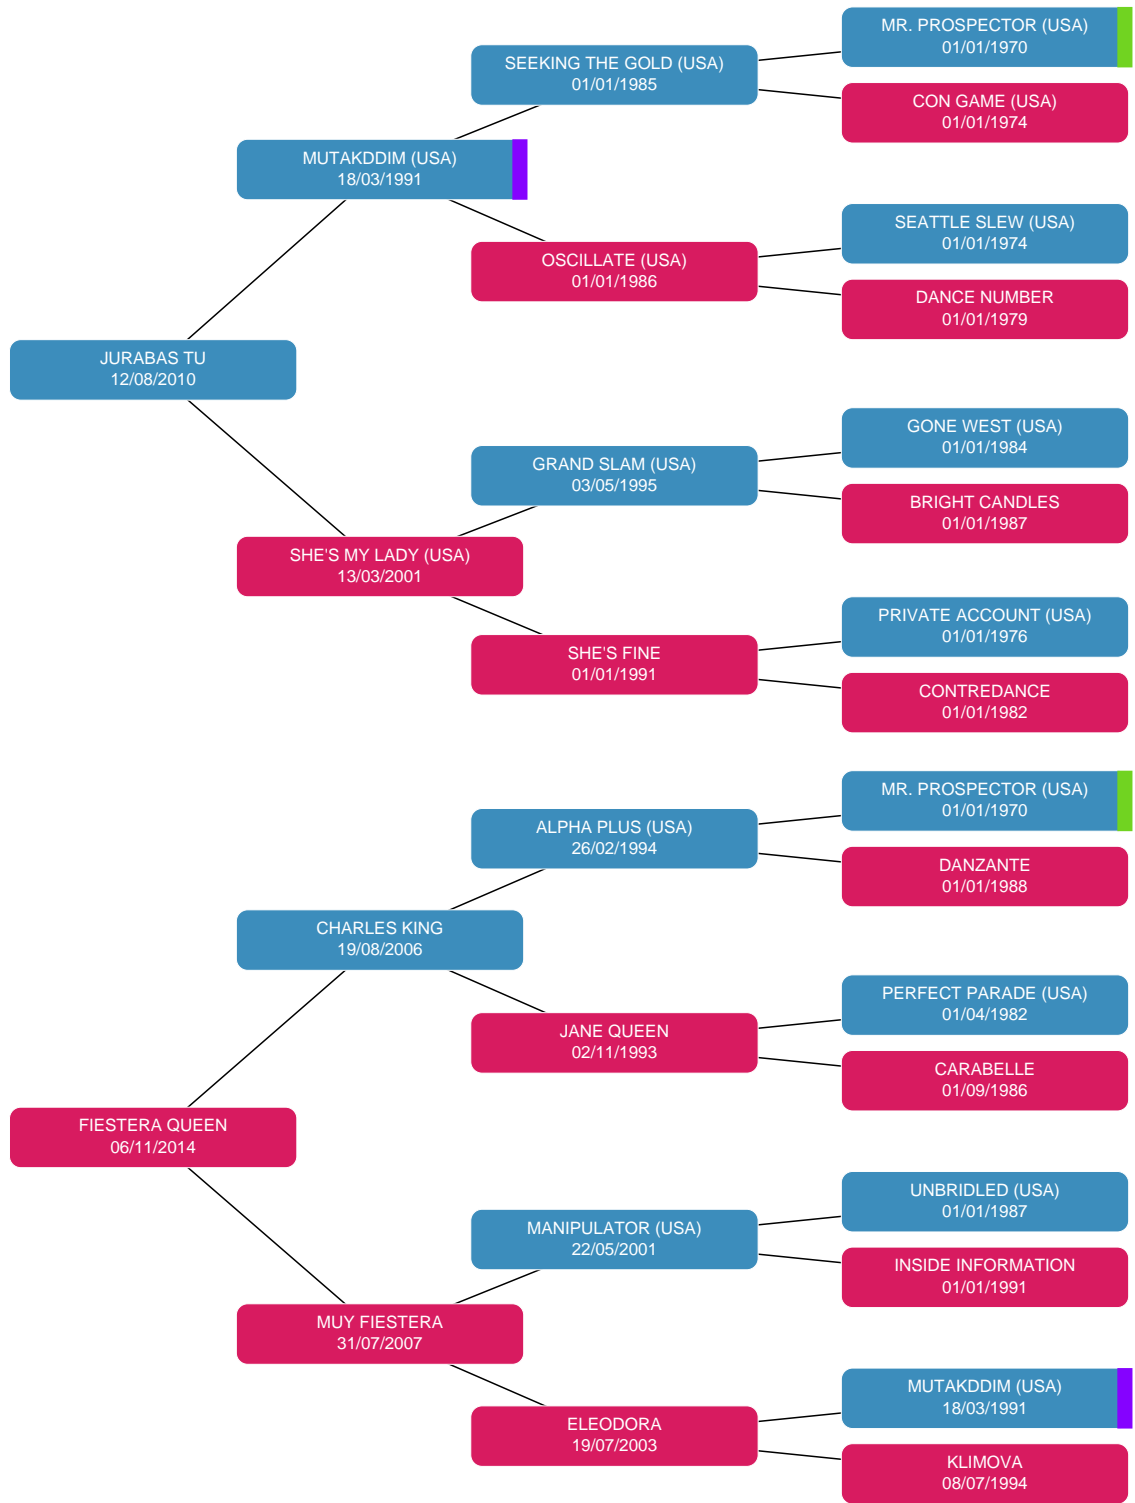 MR. PROSPECTOR (USA)
01/01/1970
SEEKING THE GOLD (USA)
01/01/1985
CON GAME (USA)
01/01/1974
MUTAKDDIM (USA)
18/03/1991
SEATTLE SLEW (USA)
01/01/1974
OSCILLATE (USA)
01/01/1986
DANCE NUMBER
01/01/1979
JURABAS TU
12/08/2010
GONE WEST (USA)
01/01/1984
GRAND SLAM (USA)
03/05/1995
BRIGHT CANDLES
01/01/1987
SHE'S MY LADY (USA)
13/03/2001
PRIVATE ACCOUNT (USA)
01/01/1976
SHE'S FINE
01/01/1991
CONTREDANCE
01/01/1982
MR. PROSPECTOR (USA)
01/01/1970
ALPHA PLUS (USA)
26/02/1994
DANZANTE
01/01/1988
CHARLES KING
19/08/2006
PERFECT PARADE (USA)
01/04/1982
JANE QUEEN
02/11/1993
CARABELLE
01/09/1986
FIESTERA QUEEN
06/11/2014
UNBRIDLED (USA)
01/01/1987
MANIPULATOR (USA)
22/05/2001
INSIDE INFORMATION
01/01/1991
MUY FIESTERA
31/07/2007
MUTAKDDIM (USA)
18/03/1991
ELEODORA
19/07/2003
KLIMOVA
08/07/1994